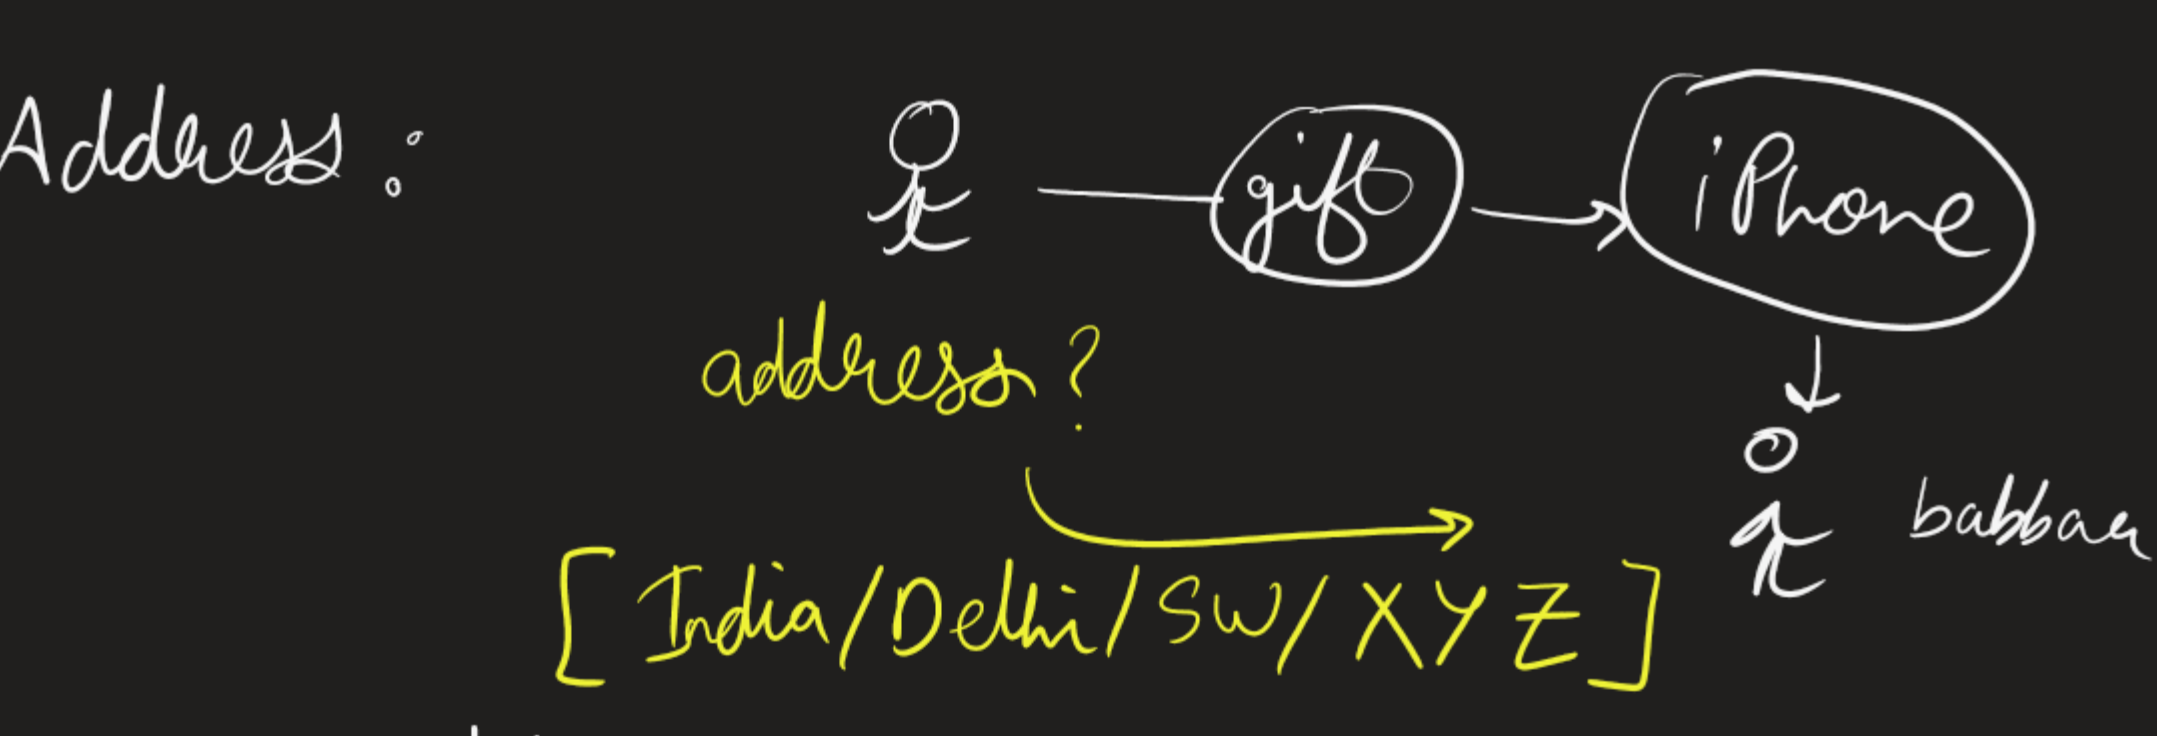 Address :
gift
iPhone
address ?
babbar
[India/Delhi/SW/XYZ]